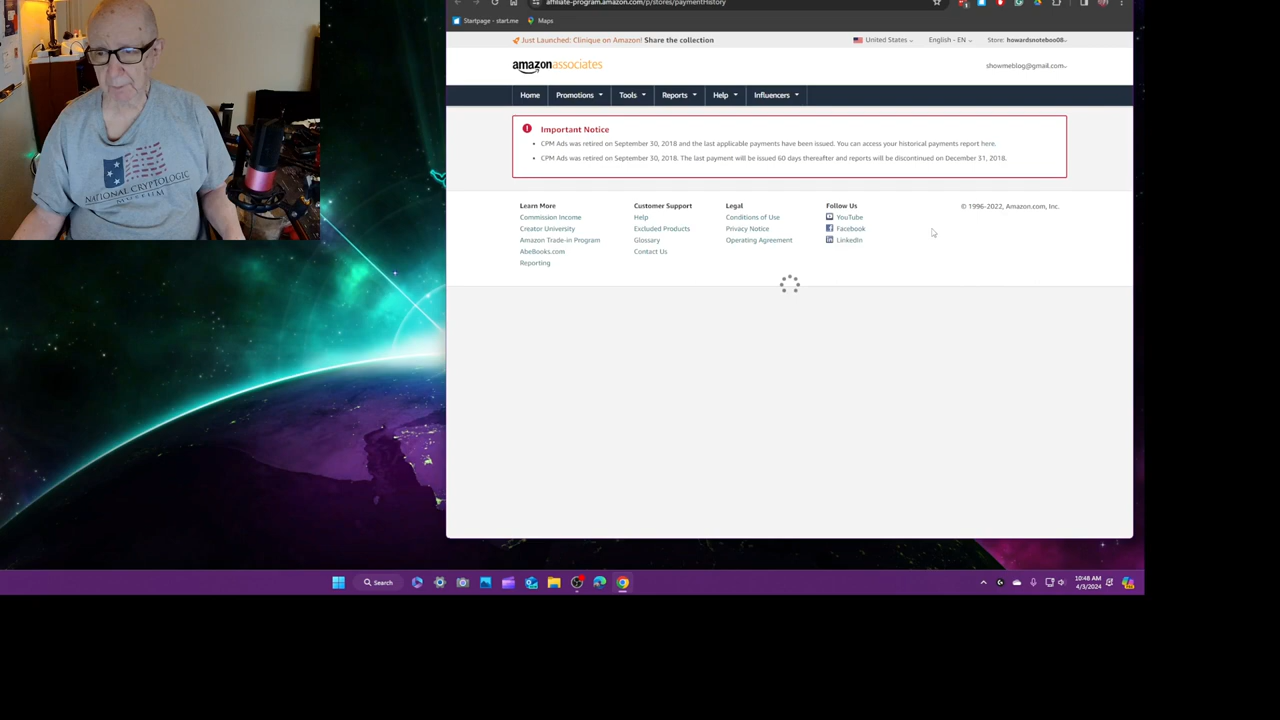 affiliate-program.amazon.com/p/stores/paymentHistory
Startpage - start.me Maps
Just Launched: Clinique on Amazon! Share the collection United States English - EN Store: howardsnoteboo08-
amazonassociates showmeblog@gmail.com
Home Promotions Tools Reports Help Influencers
Important Notice
CPM Ads was retired on September 30, 2018 and the last applicable payments have been issued. You can access your historical payments report here.
CPM Ads was retired on September 30, 2018. The last payment will be issued 60 days thereafter and reports will be discontinued on December 31, 2018.
Learn More Customer Support Legal Follow Us © 1996-2022, Amazon.com, Inc.
Commission Income Help Conditions of Use YouTube
Creator University Excluded Products Privacy Notice Facebook
Amazon Trade-in Program Glossary Operating Agreement LinkedIn
AbeBooks.com Contact Us
Reporting
NATIONAL CRYPTOLOGIC
MUSEUM
Search 10:48 AM
4/3/2024